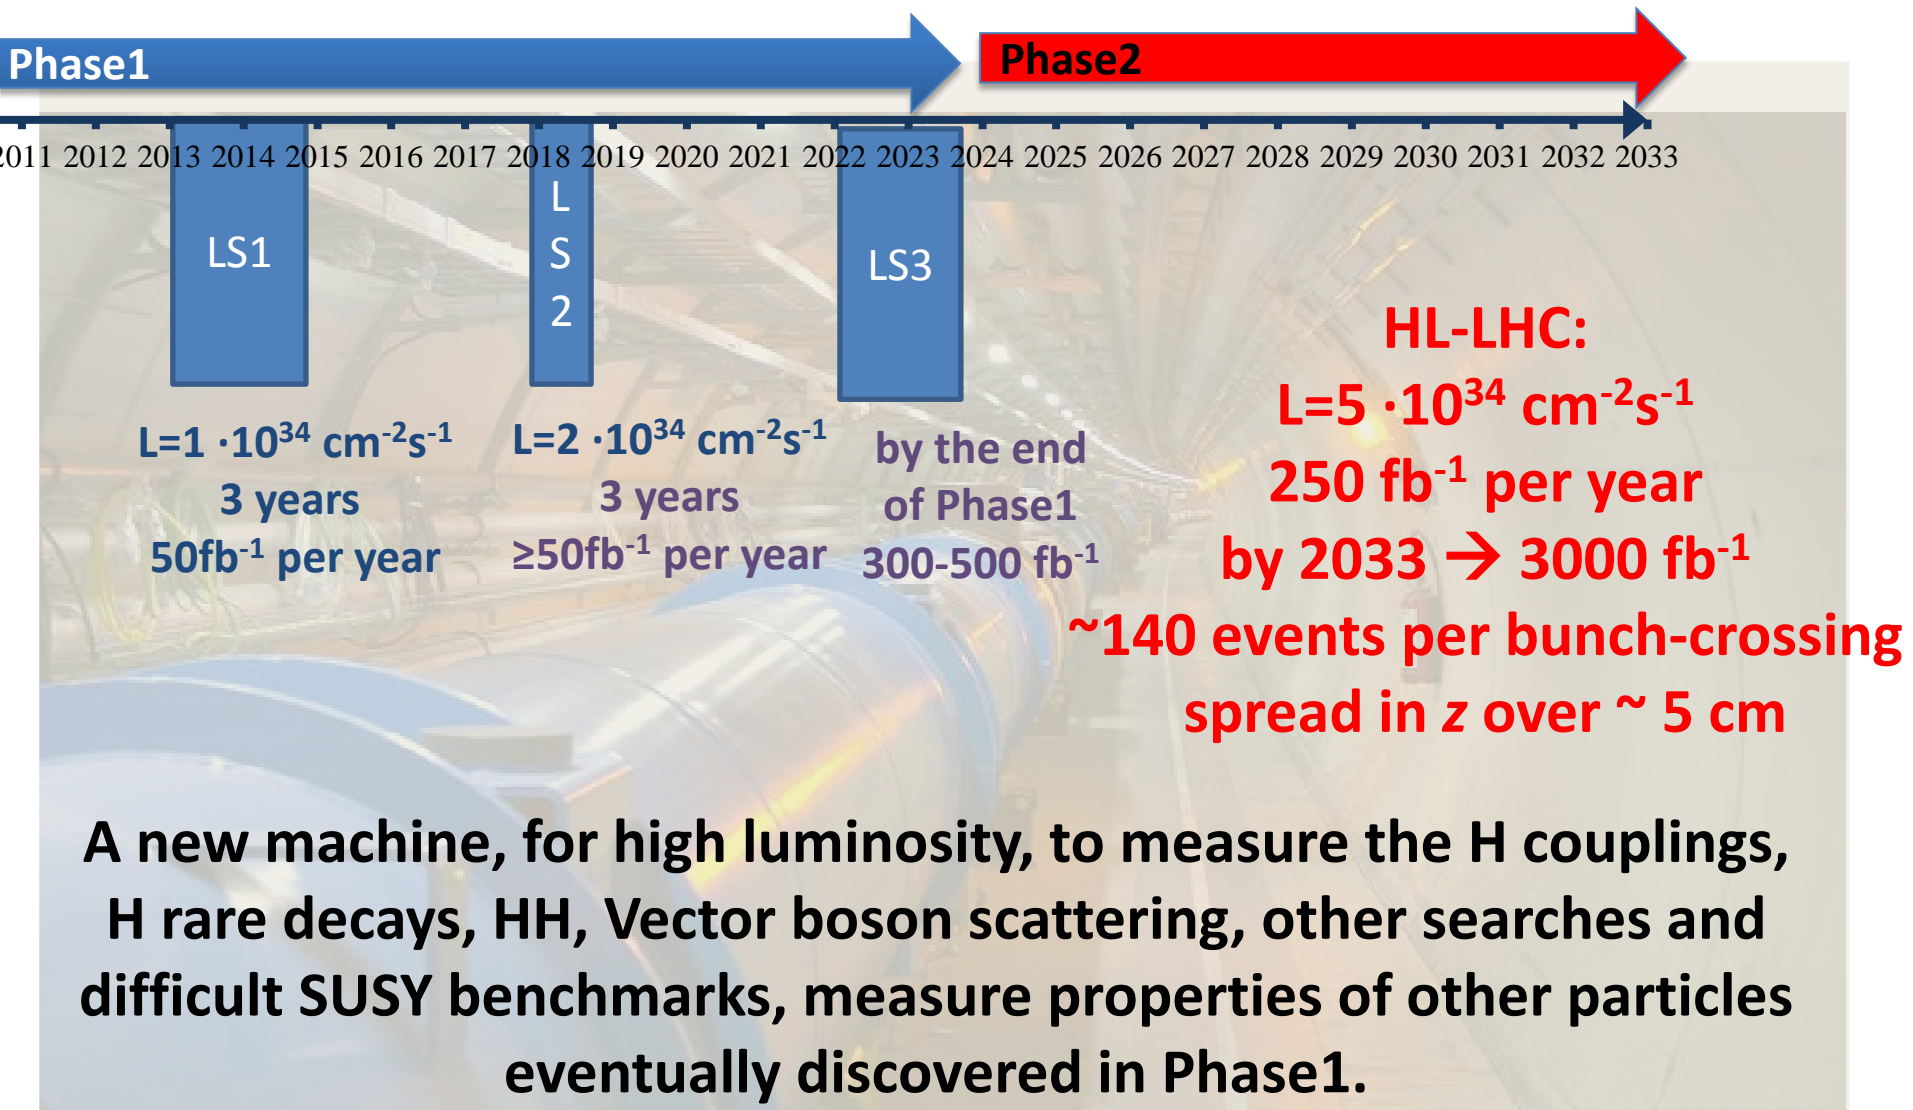 Phase1
Phase2
2011 2012 2013 2014 2015 2016 2017 2018 2019 2020 2021 2022 2023 2024 2025 2026 2027 2028 2029 2030 2031 2032 2033
LS1
L
S
2
LS3
L=1 ·10³⁴ cm⁻²s⁻¹
3 years
50fb⁻¹ per year
L=2 ·10³⁴ cm⁻²s⁻¹
3 years
≥50fb⁻¹ per year
by the end
of Phase1
300-500 fb⁻¹
HL-LHC:
L=5 ·10³⁴ cm⁻²s⁻¹
250 fb⁻¹ per year
by 2033 → 3000 fb⁻¹
~140 events per bunch-crossing
spread in z over ~ 5 cm
A new machine, for high luminosity, to measure the H couplings,
H rare decays, HH, Vector boson scattering, other searches and
difficult SUSY benchmarks, measure properties of other particles
eventually discovered in Phase1.